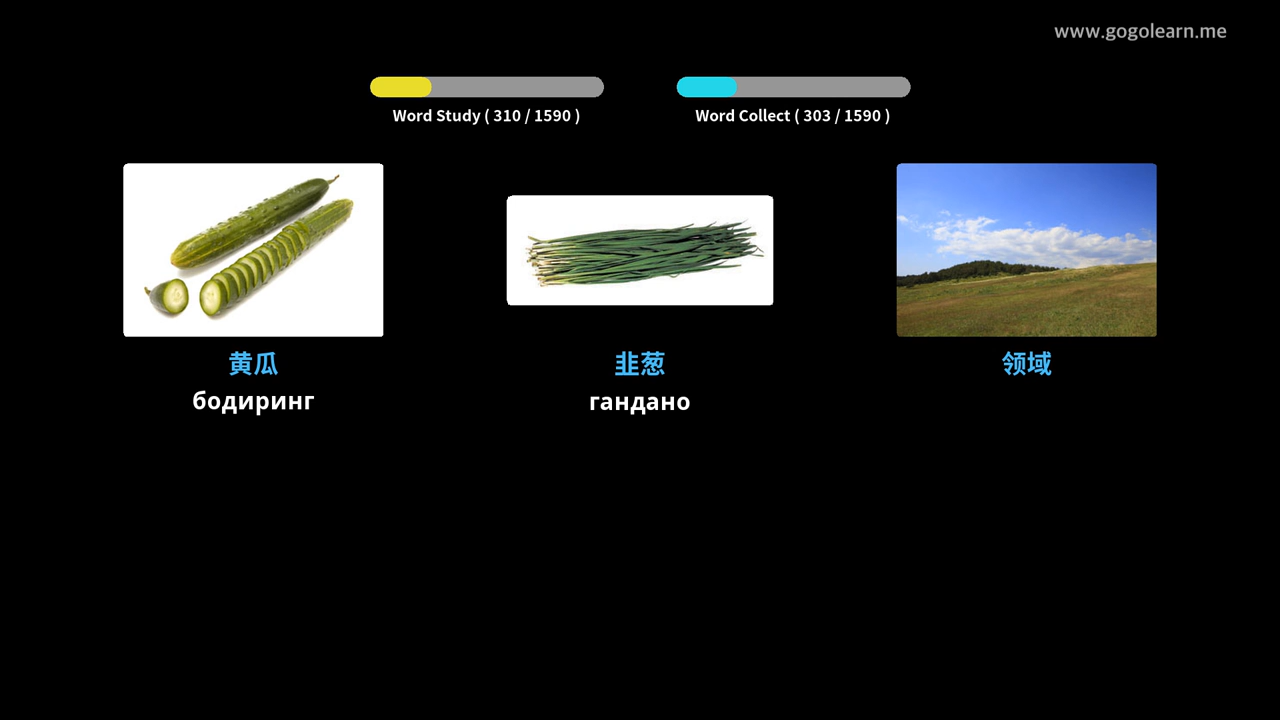 www.gogolearn.me
Word Study ( 310 / 1590 )
Word Collect ( 303 / 1590 )
黄瓜
бодиринг
韭葱
гандано
领域